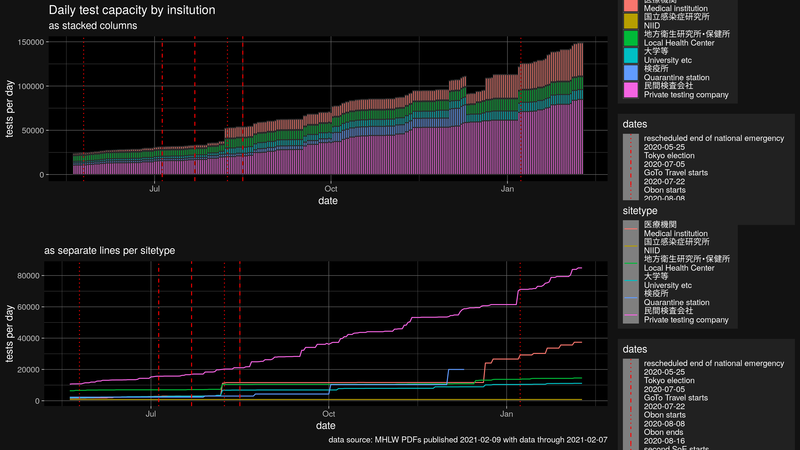 Daily test capacity by insitution
as stacked columns
150000
100000
50000
0
tests per day
Jul
Oct
Jan
date
医療機関
Medical institution
国立感染症研究所
NIID
地方衛生研究所・保健所
Local Health Center
大学等
University etc
検疫所
Quarantine station
民間検査会社
Private testing company
dates
rescheduled end of national emergency
2020-05-25
Tokyo election
2020-07-05
GoTo Travel starts
2020-07-22
Obon starts
2020-08-08
as separate lines per sitetype
80000
60000
40000
20000
0
tests per day
Jul
Oct
Jan
date
sitetype
医療機関
Medical institution
国立感染症研究所
NIID
地方衛生研究所・保健所
Local Health Center
大学等
University etc
検疫所
Quarantine station
民間検査会社
Private testing company
dates
rescheduled end of national emergency
2020-05-25
Tokyo election
2020-07-05
GoTo Travel starts
2020-07-22
Obon starts
2020-08-08
Obon ends
2020-08-16
second SoE starts
data source: MHLW PDFs published 2021-02-09 with data through 2021-02-07